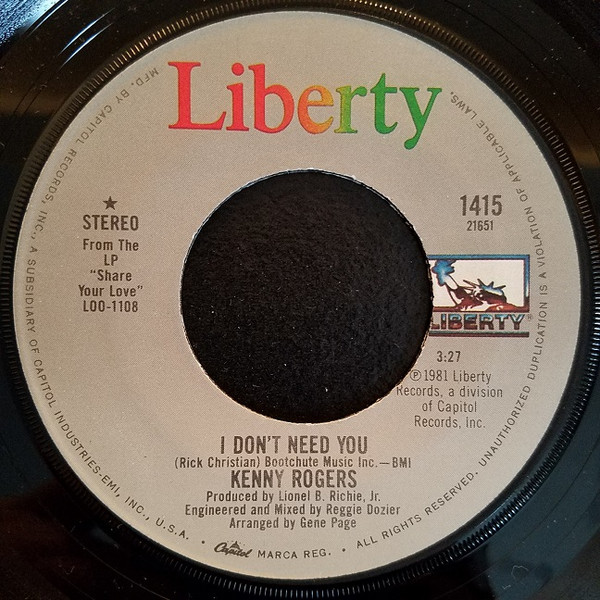 Liberty
★
STEREO
From The
LP
"Share
Your Love"
LOO-1108
1415
21651
LIBERTY®
3:27
Ⓟ1981 Liberty
Records, a division
of Capitol
Records, Inc.
I DON'T NEED YOU
(Rick Christian) Bootchute Music Inc.—BMI
KENNY ROGERS
Produced by Lionel B. Richie, Jr.
Engineered and Mixed by Reggie Dozier
Arranged by Gene Page
MFD. BY CAPITOL RECORDS, INC., A SUBSIDIARY OF CAPITOL INDUSTRIES-EMI, INC., U.S.A. • Capitol MARCA REG. • ALL RIGHTS RESERVED. UNAUTHORIZED DUPLICATION IS A VIOLATION OF APPLICABLE LAWS.